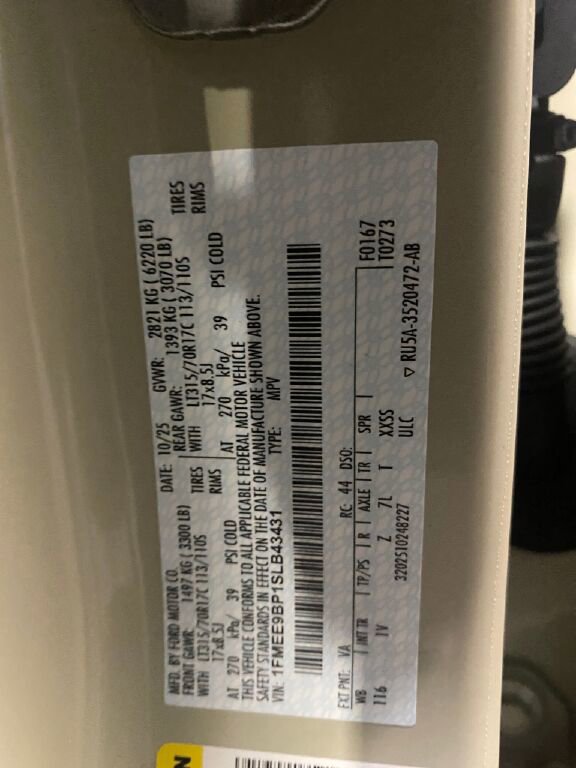 MFD. BY FORD MOTOR CO.
DATE: 10/25 GVWR: 2821 KG ( 6220 LB)
FRONT GAWR: 1497 KG ( 3300 LB) REAR GAWR: 1393 KG ( 3070 LB)
WITH LT315/70R17C 113/110S TIRES WITH LT315/70R17C 113/110S TIRES
17x8.5J RIMS 17x8.5J RIMS
AT 270 kPa/ 39 PSI COLD AT 270 kPa/ 39 PSI COLD
THIS VEHICLE CONFORMS TO ALL APPLICABLE FEDERAL MOTOR VEHICLE
SAFETY STANDARDS IN EFFECT ON THE DATE OF MANUFACTURE SHOWN ABOVE.
VIN: 1FMEE9BP1SLB43431 TYPE: MPV
EXT PNT: VA RC: 44 DSO: F0167
WB INT TR TP/PS R AXLE TR SPR T0273
116 IV Z 7L T XXSS
3202510248227 ULC ▽ RU5A-3520472-AB
N